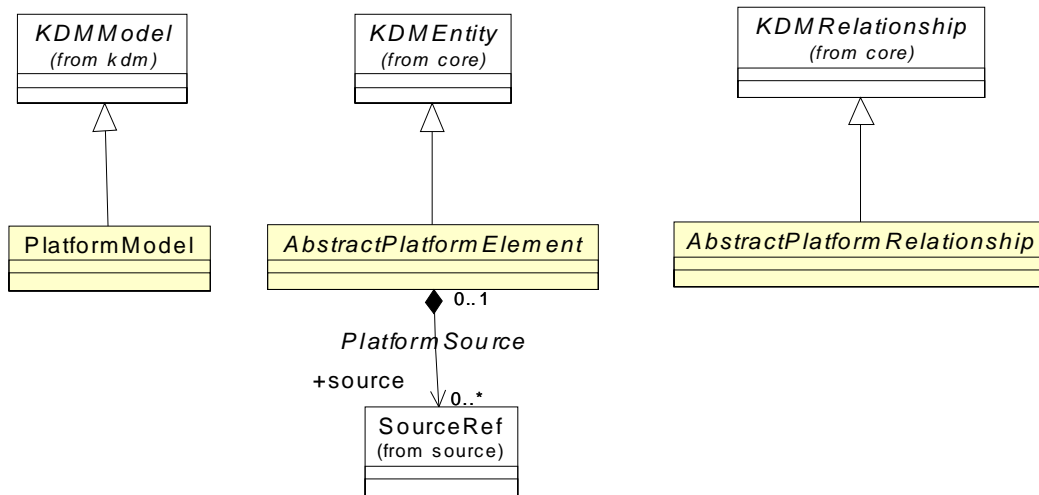 KDMModel
(from kdm)
KDMEntity
(from core)
KDMRelationship
(from core)
PlatformModel
AbstractPlatformElement
AbstractPlatformRelationship
0..1
PlatformSource
+source
0..*
SourceRef
(from source)